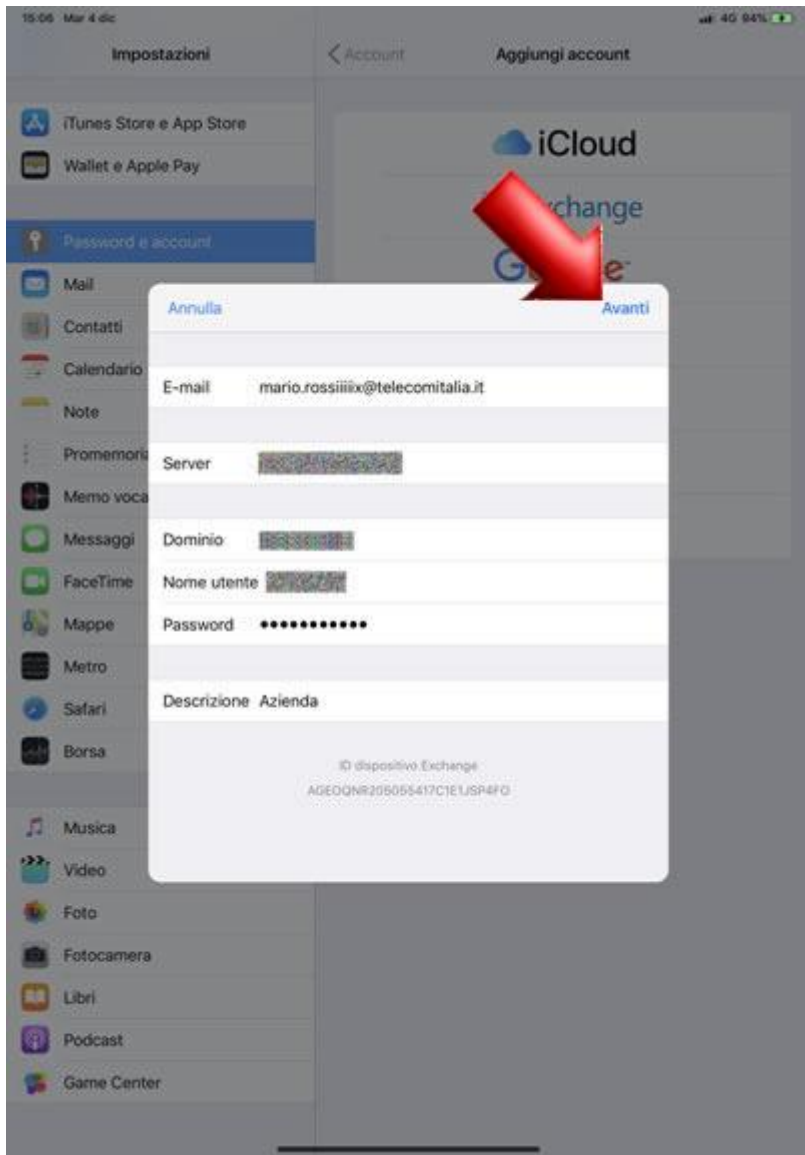 15:06 Mar 4 dic
4G 94%
Impostazioni
Account
Aggiungi account
iTunes Store e App Store
Wallet e Apple Pay
Password e account
Mail
Contatti
Calendario
Note
Promemoria
Memo voca
Messaggi
FaceTime
Mappe
Metro
Safari
Borsa
Musica
Video
Foto
Fotocamera
Libri
Podcast
Game Center
iCloud
xchange
G e
Annulla
Avanti
E-mail mario.rossiiiiix@telecomitalia.it
Server
Dominio
Nome utente
Password •••••••••••
Descrizione Azienda
ID dispositivo Exchange